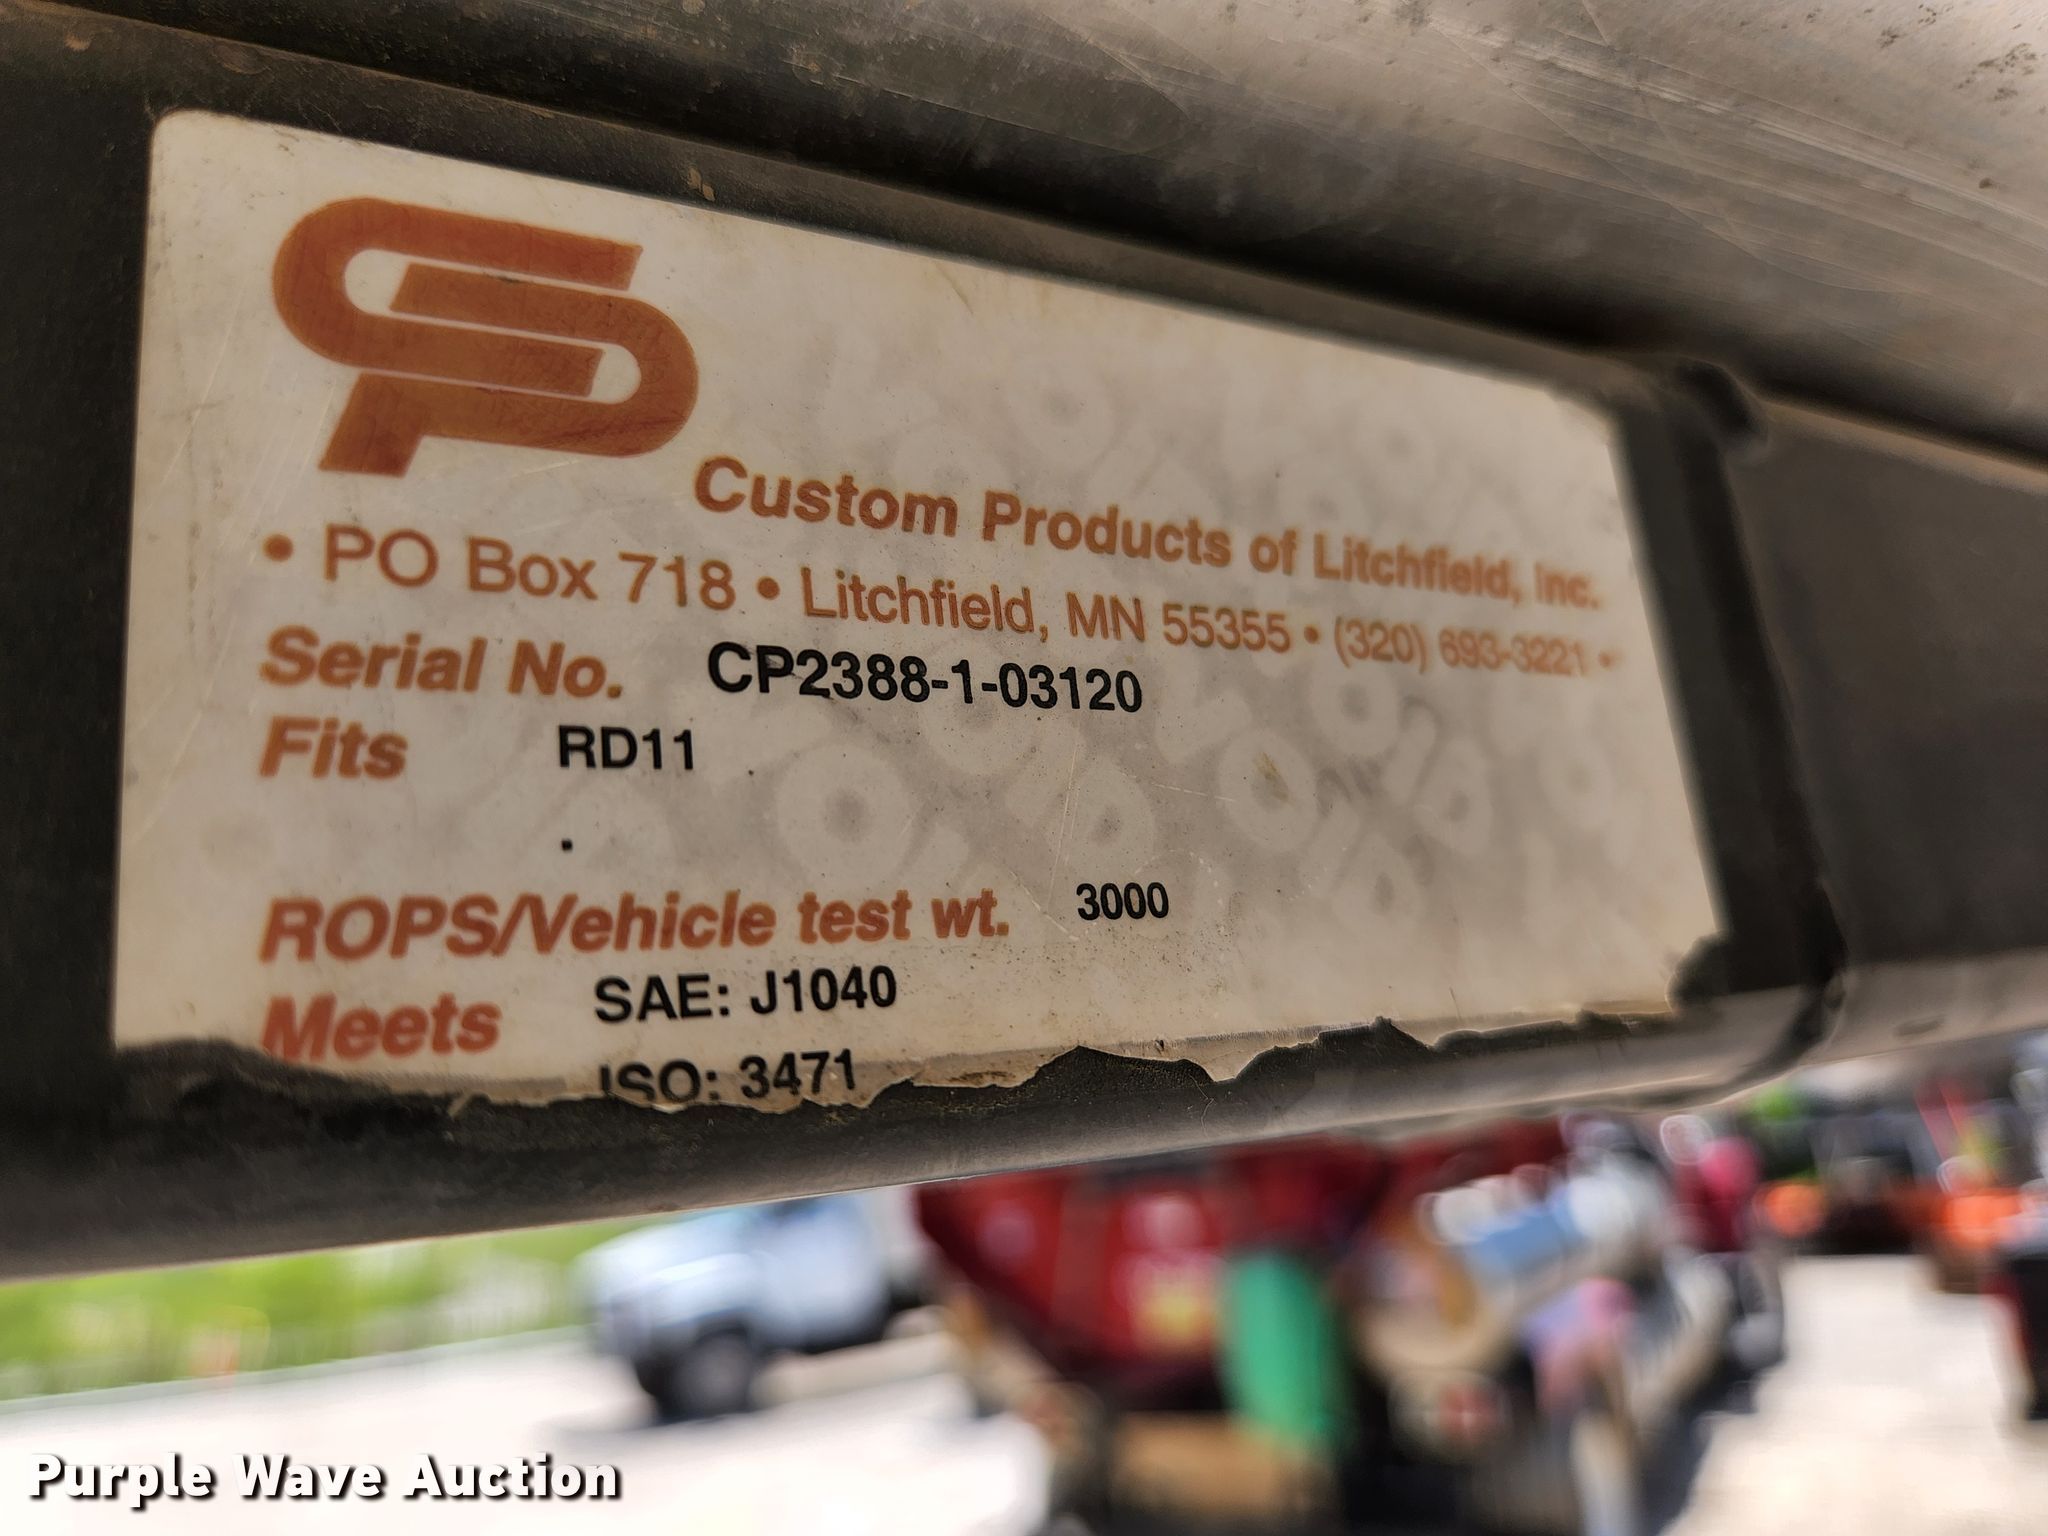 CP
Custom Products of Litchfield, Inc.
• PO Box 718 • Litchfield, MN 55355 • (320) 693-3221 •
Serial No. CP2388-1-03120
Fits RD11
.
ROPS/Vehicle test wt. 3000
Meets SAE: J1040
ISO: 3471
Purple Wave Auction